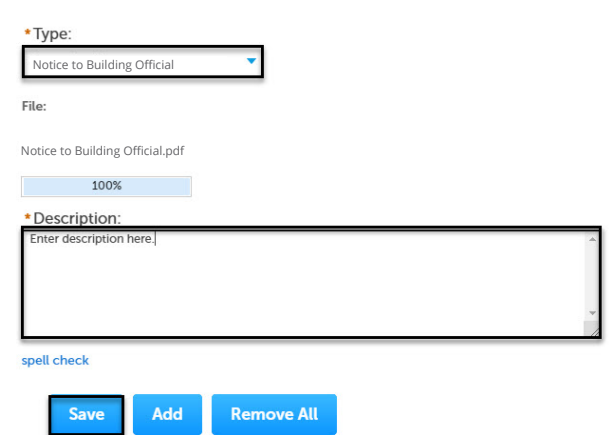 *Type:
Notice to Building Official
File:
Notice to Building Official.pdf
100%
*Description:
Enter description here.
spell check
Save Add Remove All